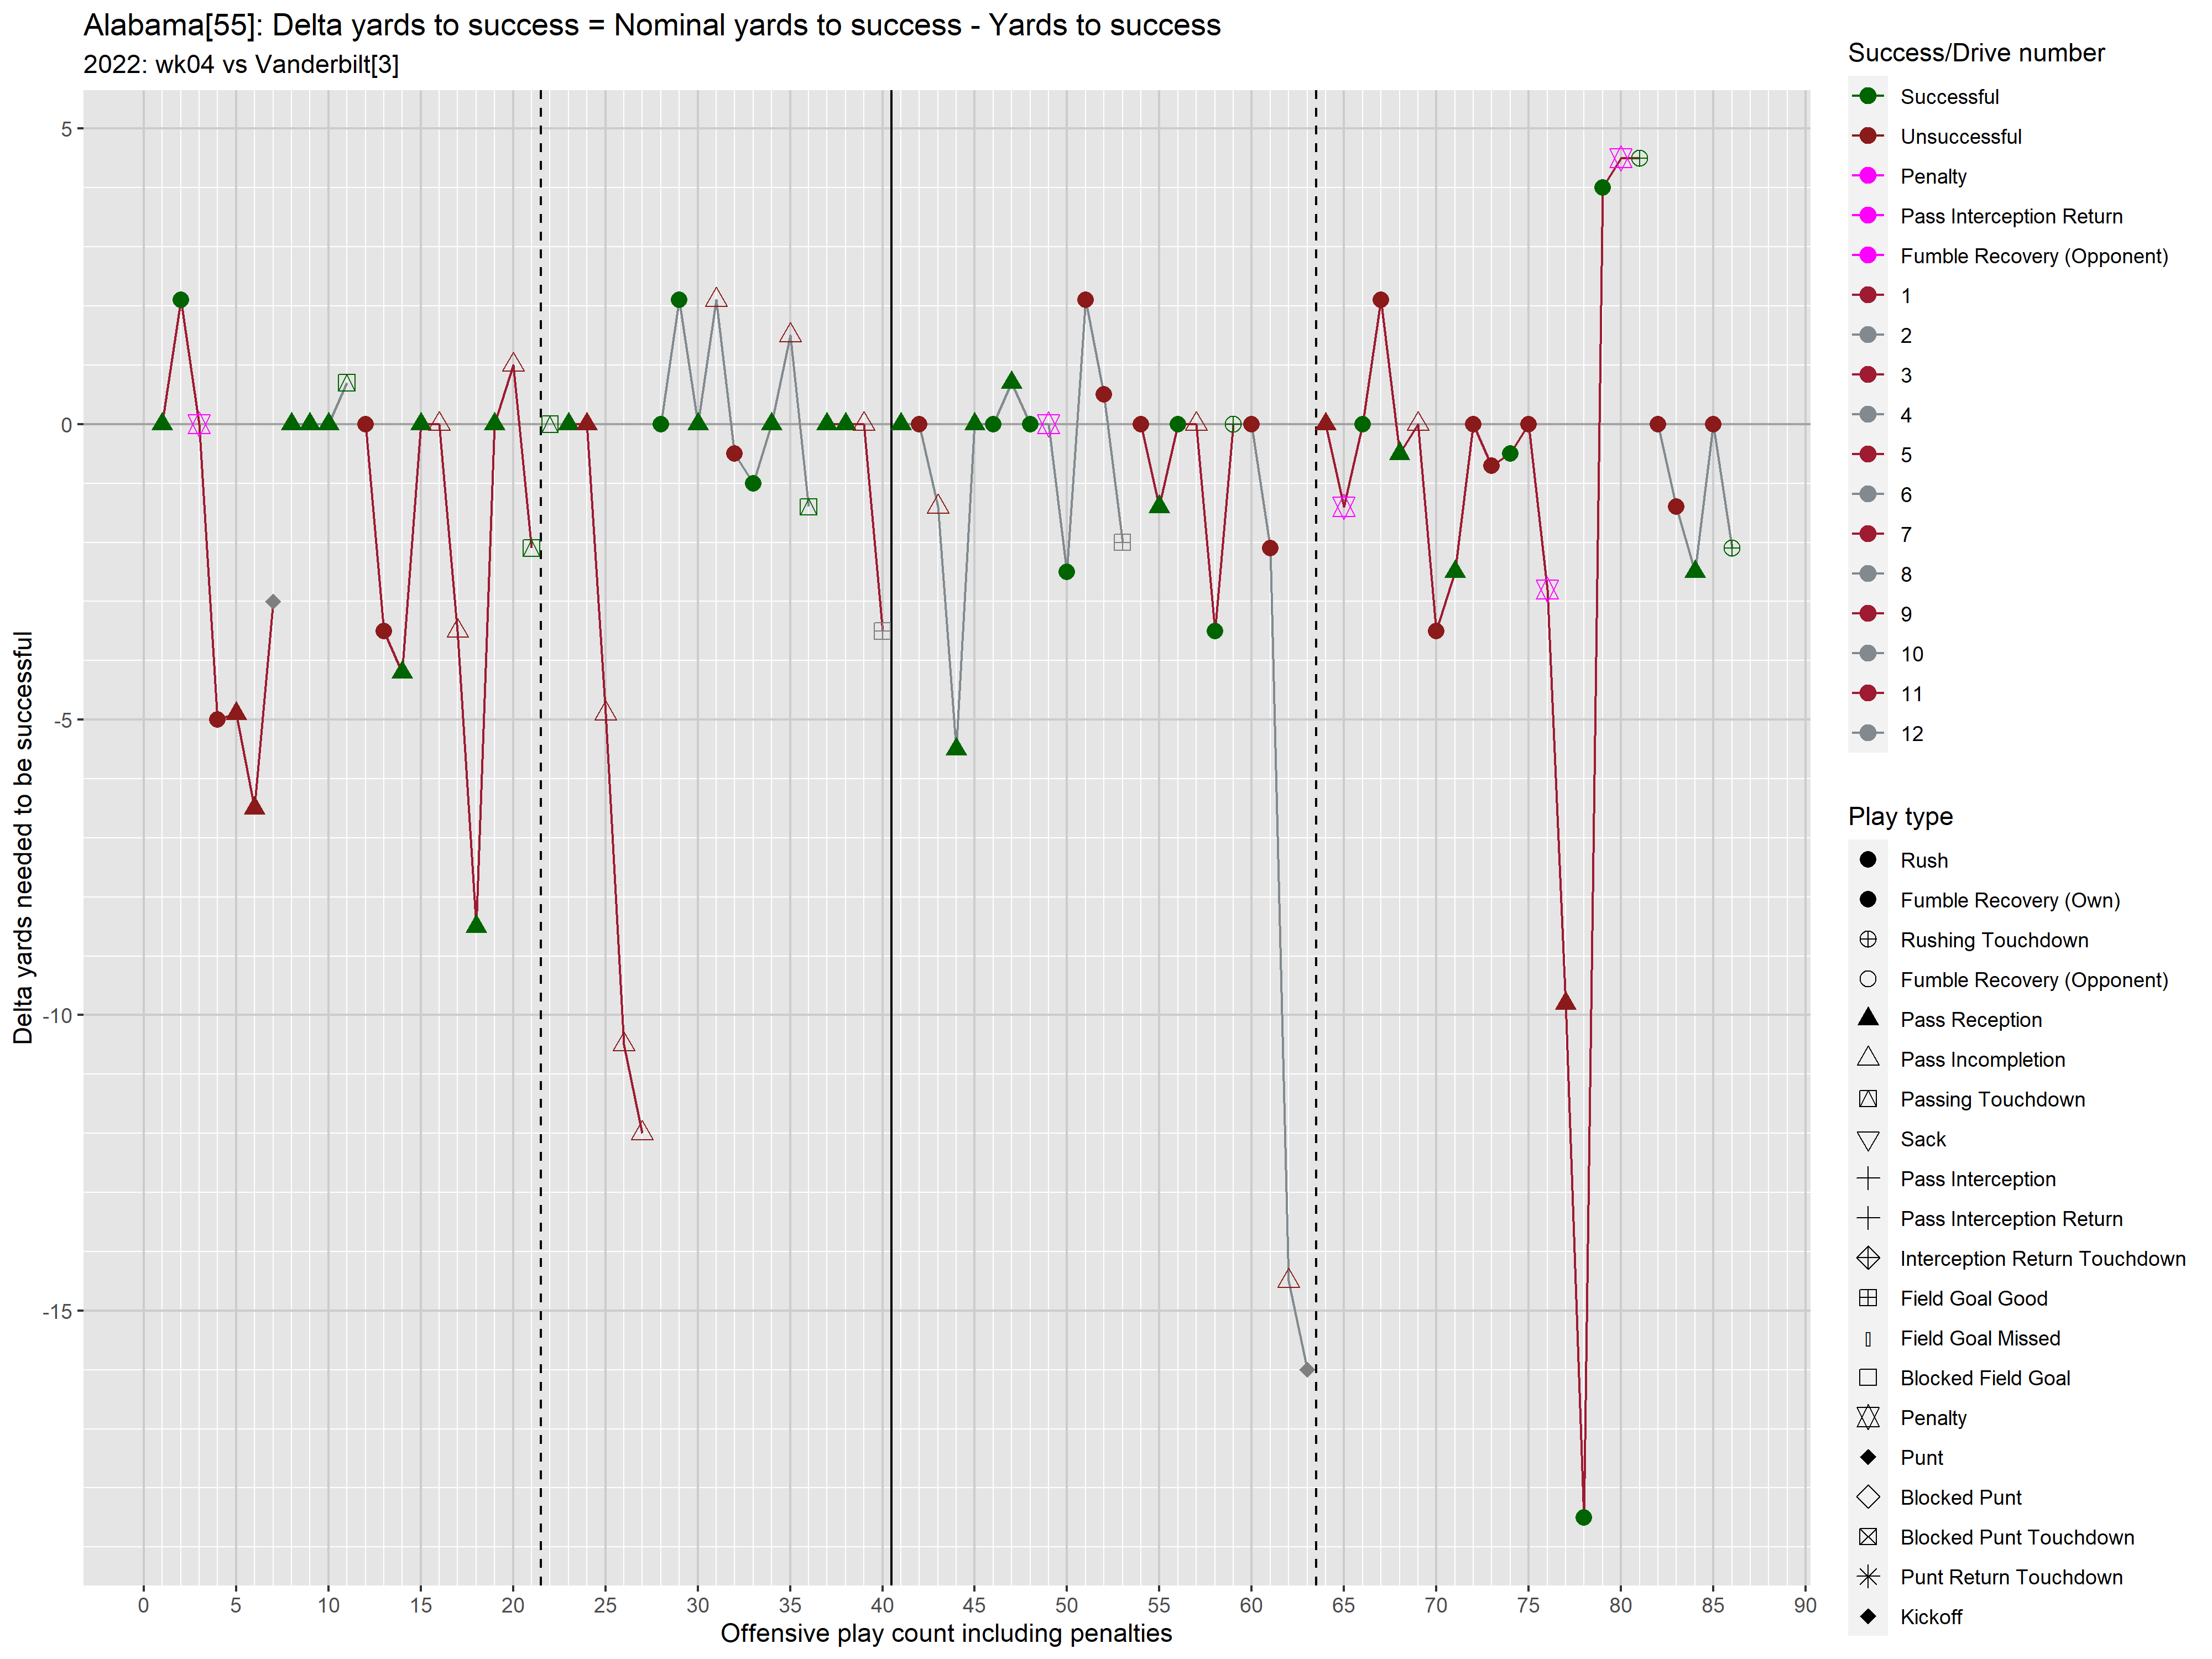 Alabama[55]: Delta yards to success = Nominal yards to success - Yards to success
2022: wk04 vs Vanderbilt[3]
Delta yards needed to be successful
5
0
-5
-10
-15
0 5 10 15 20 25 30 35 40 45 50 55 60 65 70 75 80 85 90
Offensive play count including penalties
Success/Drive number
Successful
Unsuccessful
Penalty
Pass Interception Return
Fumble Recovery (Opponent)
1
2
3
4
5
6
7
8
9
10
11
12
Play type
Rush
Fumble Recovery (Own)
Rushing Touchdown
Fumble Recovery (Opponent)
Pass Reception
Pass Incompletion
Passing Touchdown
Sack
Pass Interception
Pass Interception Return
Interception Return Touchdown
Field Goal Good
Field Goal Missed
Blocked Field Goal
Penalty
Punt
Blocked Punt
Blocked Punt Touchdown
Punt Return Touchdown
Kickoff